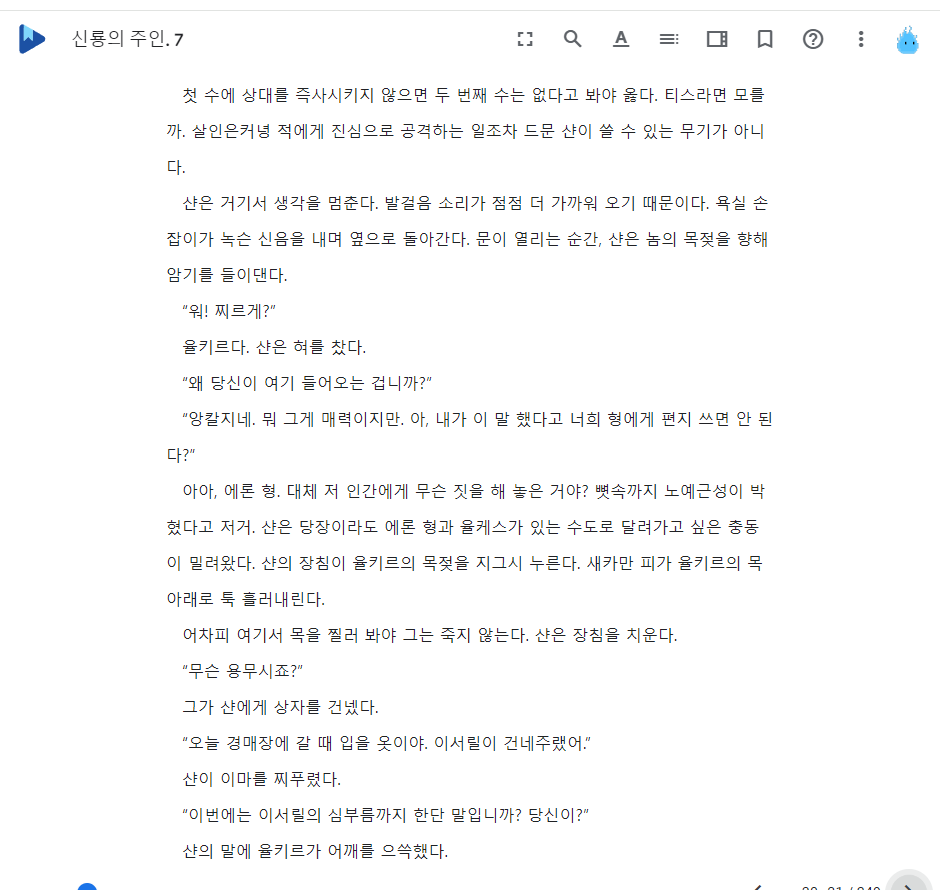 신룡의 주인. 7
첫 수에 상대를 즉사시키지 않으면 두 번째 수는 없다고 봐야 옳다. 티스라면 모를
까. 살인은커녕 적에게 진심으로 공격하는 일조차 드문 샨이 쓸 수 있는 무기가 아니
다.
샨은 거기서 생각을 멈춘다. 발걸음 소리가 점점 더 가까워 오기 때문이다. 욕실 손
잡이가 녹슨 신음을 내며 옆으로 돌아간다. 문이 열리는 순간, 샨은 놈의 목젖을 향해
암기를 들이댄다.
“워! 찌르게?”
율키르다. 샨은 혀를 찼다.
“왜 당신이 여기 들어오는 겁니까?”
“앙칼지네. 뭐 그게 매력이지만. 아, 내가 이 말 했다고 너희 형에게 편지 쓰면 안 된
다?”
아아, 에론 형. 대체 저 인간에게 무슨 짓을 해 놓은 거야? 뼛속까지 노예근성이 박
혔다고 저거. 샨은 당장이라도 에론 형과 율케스가 있는 수도로 달려가고 싶은 충동
이 밀려왔다. 샨의 장침이 율키르의 목젖을 지그시 누른다. 새카만 피가 율키르의 목
아래로 툭 흘러내린다.
어차피 여기서 목을 찔러 봐야 그는 죽지 않는다. 샨은 장침을 치운다.
“무슨 용무시죠?”
그가 샨에게 상자를 건넸다.
“오늘 경매장에 갈 때 입을 옷이야. 이서릴이 건네주랬어.”
샨이 이마를 찌푸렸다.
“이번에는 이서릴의 심부름까지 한단 말입니까? 당신이?”
샨의 말에 율키르가 어깨를 으쓱했다.